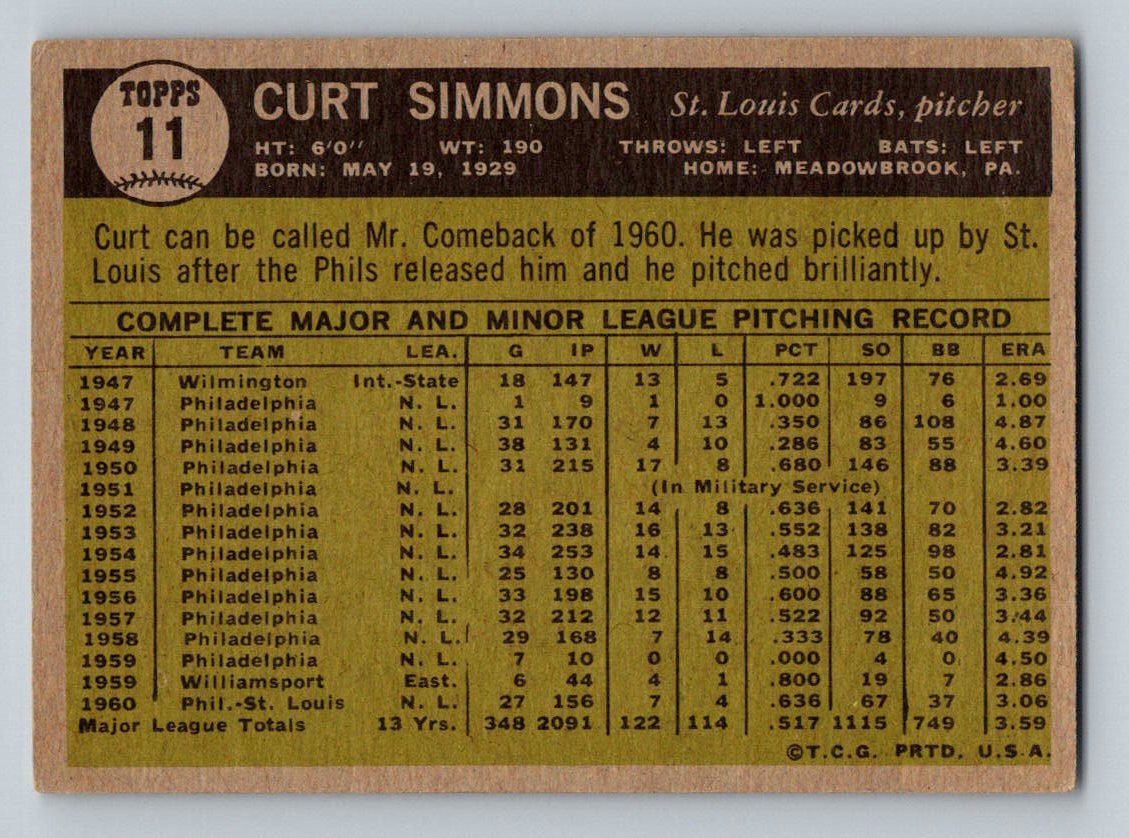 TOPPS
11
CURT SIMMONS St. Louis Cards, pitcher
HT: 6'0" WT: 190 THROWS: LEFT BATS: LEFT
BORN: MAY 19, 1929 HOME: MEADOWBROOK, PA.
Curt can be called Mr. Comeback of 1960. He was picked up by St.
Louis after the Phils released him and he pitched brilliantly.
COMPLETE MAJOR AND MINOR LEAGUE PITCHING RECORD
YEAR TEAM LEA. G IP W L PCT SO BB ERA
1947 Wilmington Int.-State 18 147 13 5 .722 197 76 2.69
1947 Philadelphia N. L. 1 9 1 0 1.000 9 6 1.00
1948 Philadelphia N. L. 31 170 7 13 .350 86 108 4.87
1949 Philadelphia N. L. 38 131 4 10 .286 83 55 4.60
1950 Philadelphia N. L. 31 215 17 8 .680 146 88 3.39
1951 Philadelphia N. L. (In Military Service)
1952 Philadelphia N. L. 28 201 14 8 .636 141 70 2.82
1953 Philadelphia N. L. 32 238 16 13 .552 138 82 3.21
1954 Philadelphia N. L. 34 253 14 15 .483 125 98 2.81
1955 Philadelphia N. L. 25 130 8 8 .500 58 50 4.92
1956 Philadelphia N. L. 33 198 15 10 .600 88 65 3.36
1957 Philadelphia N. L. 32 212 12 11 .522 92 50 3.44
1958 Philadelphia N. L. 29 168 7 14 .333 78 40 4.39
1959 Philadelphia N. L. 7 10 0 0 .000 4 0 4.50
1959 Williamsport East. 6 44 4 1 .800 19 7 2.86
1960 Phil.-St. Louis N. L. 27 156 7 4 .636 67 37 3.06
Major League Totals 13 Yrs. 348 2091 122 114 .517 1115 749 3.59
©T.C.G. PRTD. U.S.A.